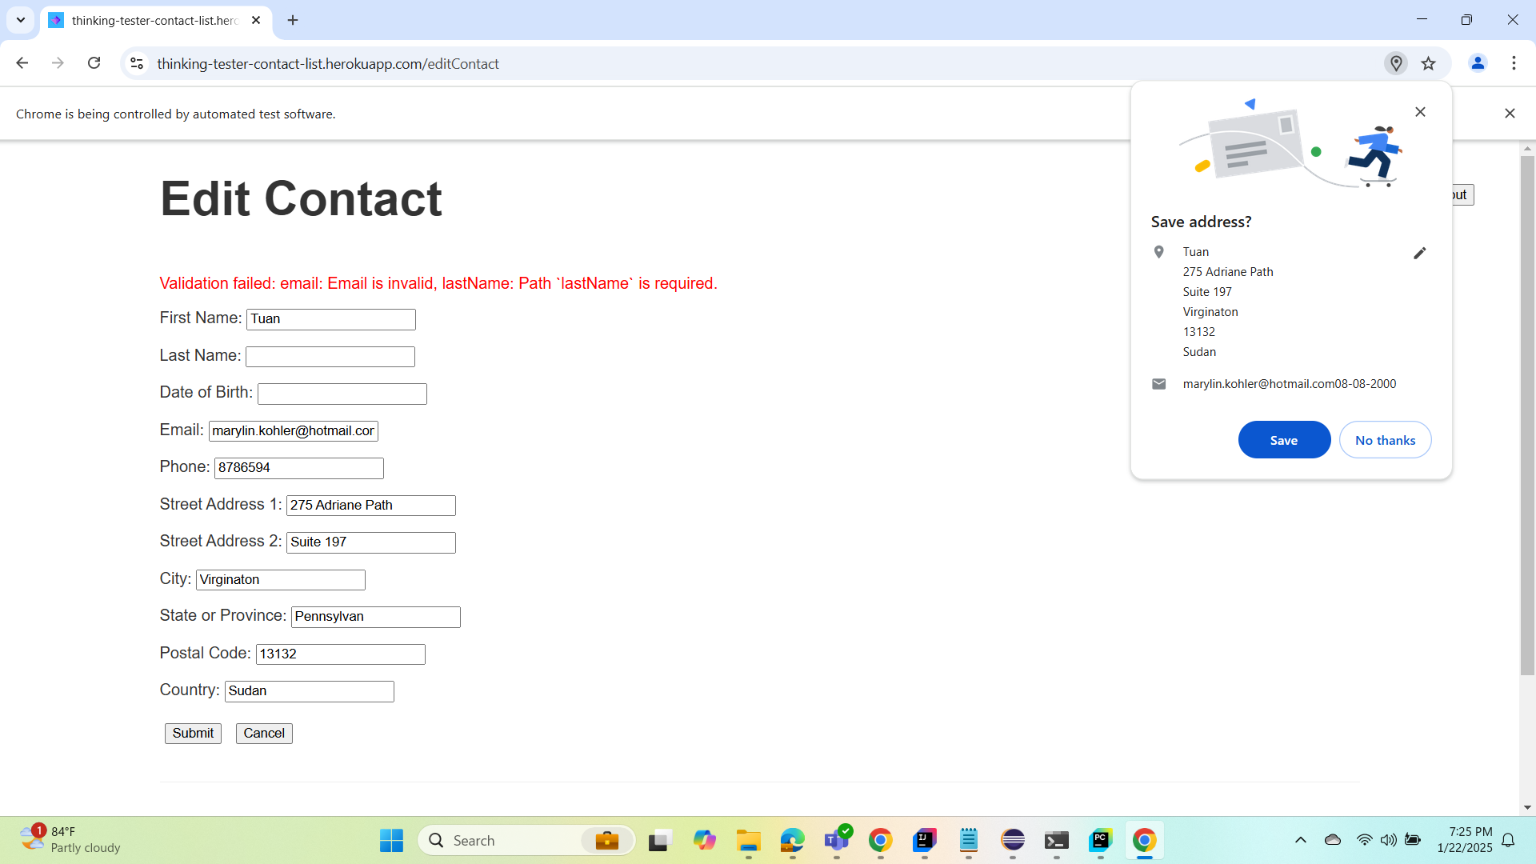 thinking-tester-contact-list.herc
thinking-tester-contact-list.herokuapp.com/editContact
Chrome is being controlled by automated test software.
Edit Contact
out
Validation failed: email: Email is invalid, lastName: Path `lastName` is required.
First Name: Tuan
Last Name:
Date of Birth:
Email: marylin.kohler@hotmail.cor
Phone: 8786594
Street Address 1: 275 Adriane Path
Street Address 2: Suite 197
City: Virginaton
State or Province: Pennsylvan
Postal Code: 13132
Country: Sudan
Submit Cancel
Save address?
Tuan
275 Adriane Path
Suite 197
Virginaton
13132
Sudan
marylin.kohler@hotmail.com08-08-2000
Save No thanks
1
84°F
Partly cloudy
Search
7:25 PM
1/22/2025